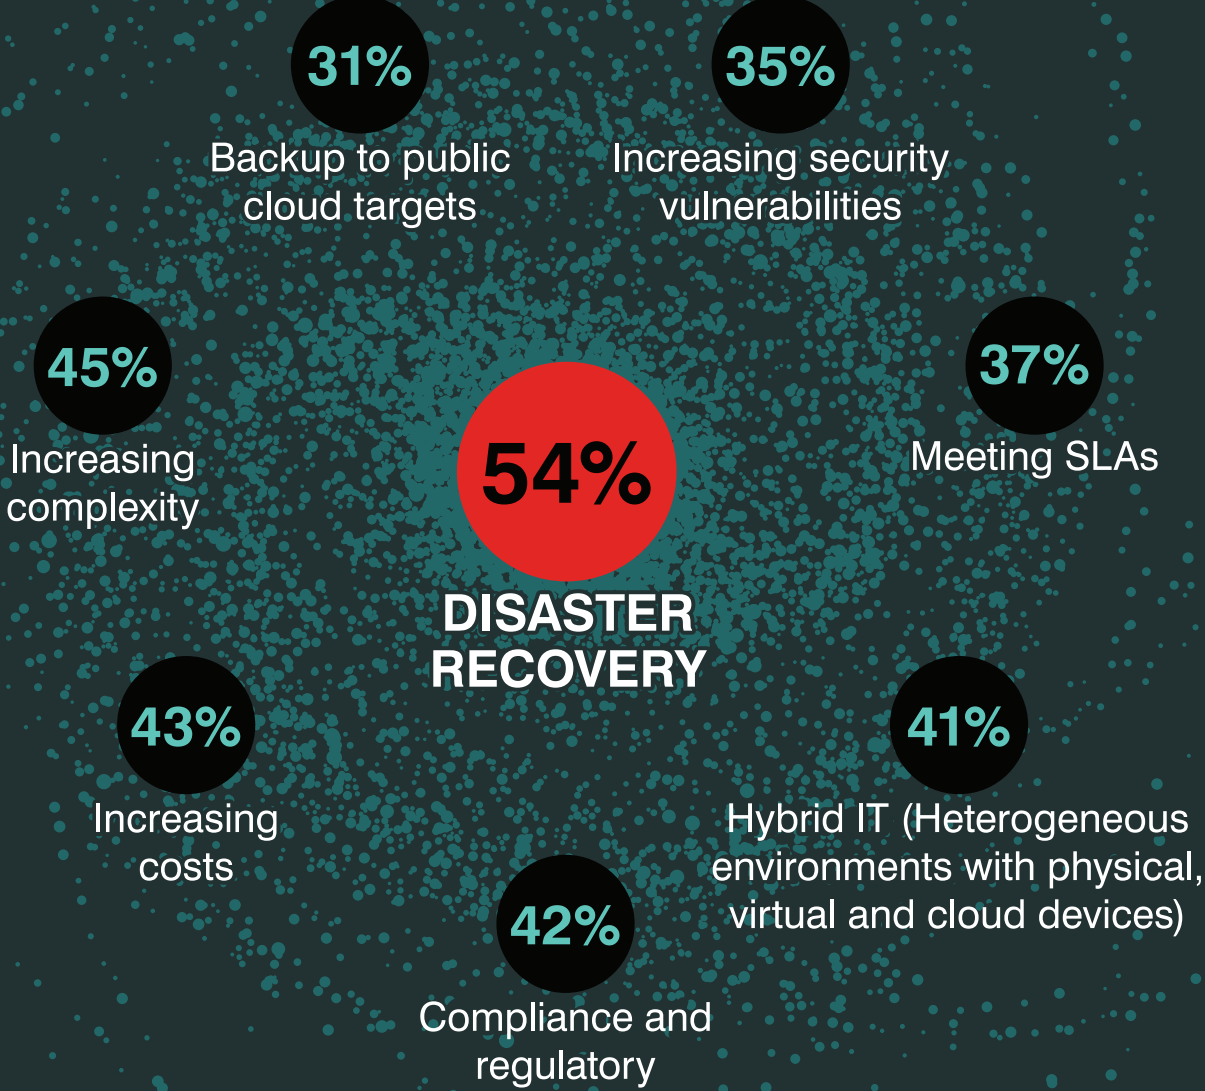 31%
Backup to public
cloud targets
35%
Increasing security
vulnerabilities
45%
Increasing
complexity
54%
DISASTER
RECOVERY
37%
Meeting SLAs
43%
Increasing
costs
42%
Compliance and
regulatory
41%
Hybrid IT (Heterogeneous
environments with physical,
virtual and cloud devices)